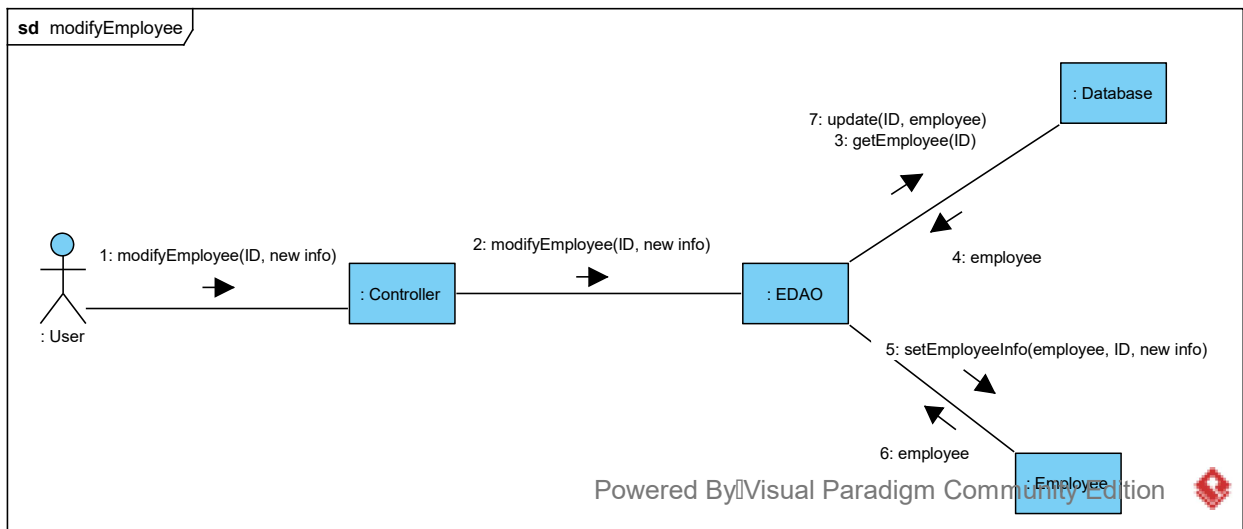 sd modifyEmployee
: Database
7: update(ID, employee)
3: getEmployee(ID)
1: modifyEmployee(ID, new info)
2: modifyEmployee(ID, new info)
4: employee
: Controller
: EDAO
: User
5: setEmployeeInfo(employee, ID, new info)
6: employee
: Employee
Powered By Visual Paradigm Community Edition